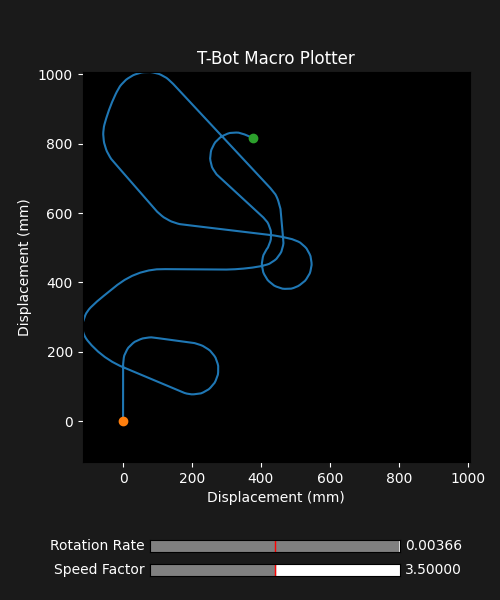 T-Bot Macro Plotter
1000
800
600
400
200
0
Displacement (mm)
0 200 400 600 800 1000
Displacement (mm)
Rotation Rate 0.00366
Speed Factor 3.50000